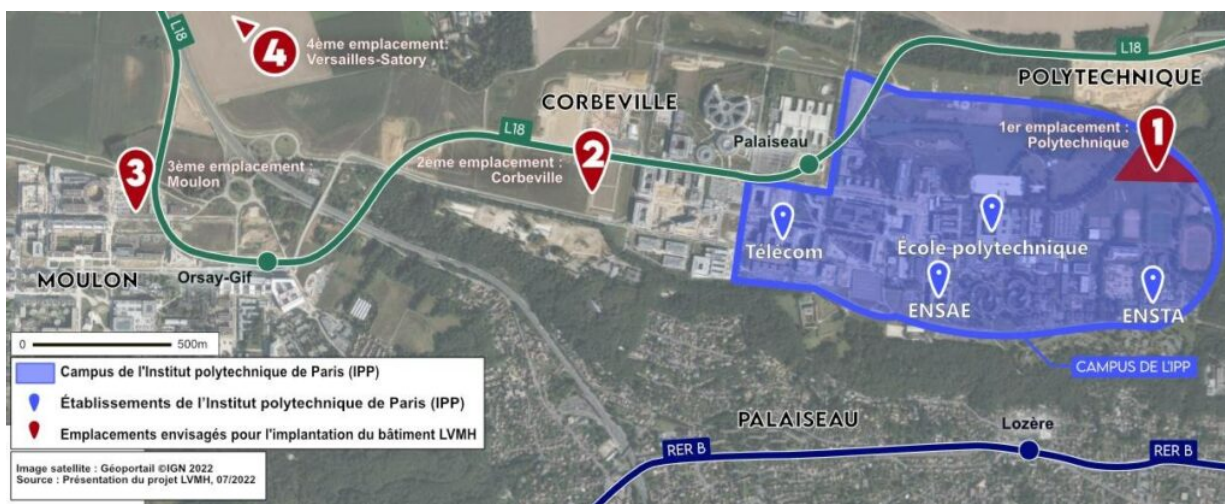 L18
4
4ème emplacement:
Versailles-Satory
L18
POLYTECHNIQUE
CORBEVILLE
1er emplacement :
Polytechnique
1
L18
Palaiseau
2ème emplacement :
Corbeville
2
3
3ème emplacement :
Moulon
Télécom
École polytechnique
MOULON
Orsay-Gif
ENSAE
ENSTA
0
500m
CAMPUS DE L'IPP
Campus de l'Institut polytechnique de Paris (IPP)
Établissements de l'Institut polytechnique de Paris (IPP)
Emplacements envisagés pour l'implantation du bâtiment LVMH
PALAISEAU
Lozère
RER B
RER B
Image satellite : Géoportail ©IGN 2022
Source : Présentation du projet LVMH, 07/2022